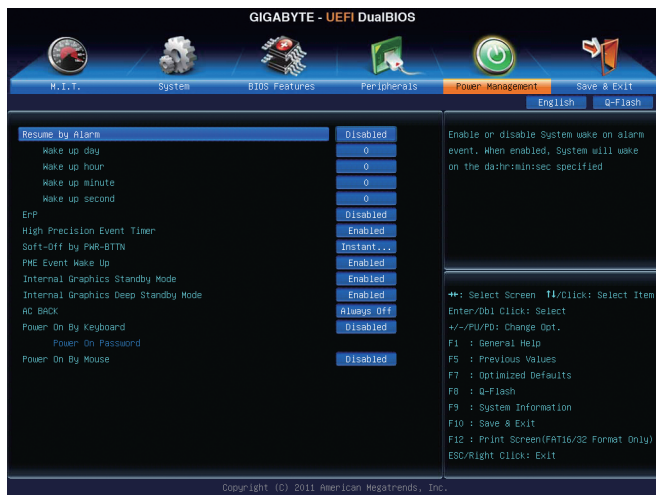 GIGABYTE - UEFI DualBIOS
M.I.T. System BIOS Features Peripherals Power Management Save & Exit
English Q-Flash
Resume by Alarm Disabled
Wake up day 0
Wake up hour 0
Wake up minute 0
Wake up second 0
ErP Disabled
High Precision Event Timer Enabled
Soft-Off by PWR-BTTN Instant...
PME Event Wake Up Enabled
Internal Graphics Standby Mode Enabled
Internal Graphics Deep Standby Mode Enabled
AC BACK Always Off
Power On By Keyboard Disabled
Power On Password
Power On By Mouse Disabled
Enable or disable System wake on alarm
event. When enabled, System will wake
on the da:hr:min:sec specified
→←: Select Screen ↑↓/Click: Select Item
Enter/Dbl Click: Select
+/-/PU/PD: Change Opt.
F1 : General Help
F5 : Previous Values
F7 : Optimized Defaults
F8 : Q-Flash
F9 : System Information
F10 : Save & Exit
F12 : Print Screen(FAT16/32 Format Only)
ESC/Right Click: Exit
Copyright (C) 2011 American Megatrends, Inc.